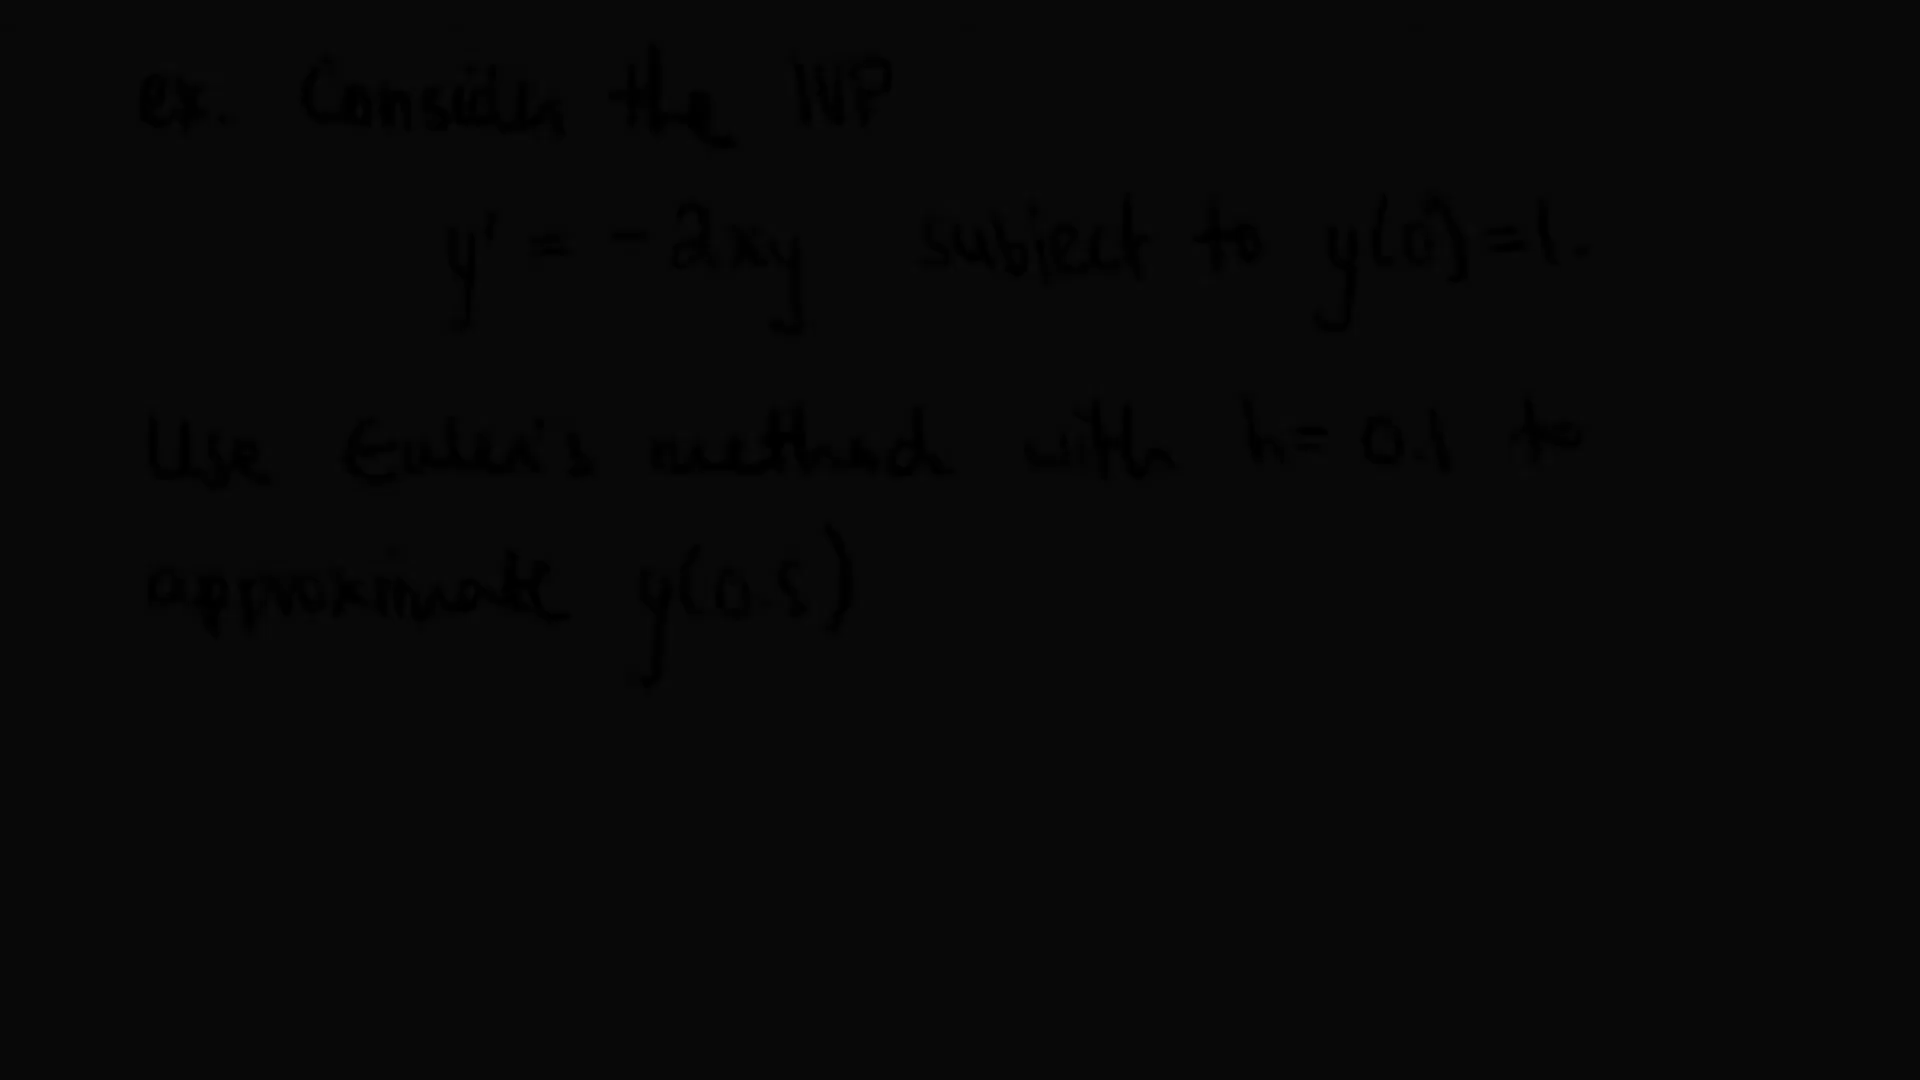 ex. Consider the IVP
y' = -2xy subject to y(0)=1.
Use Euler's method with h= 0.1 to
approximate y(0.5)